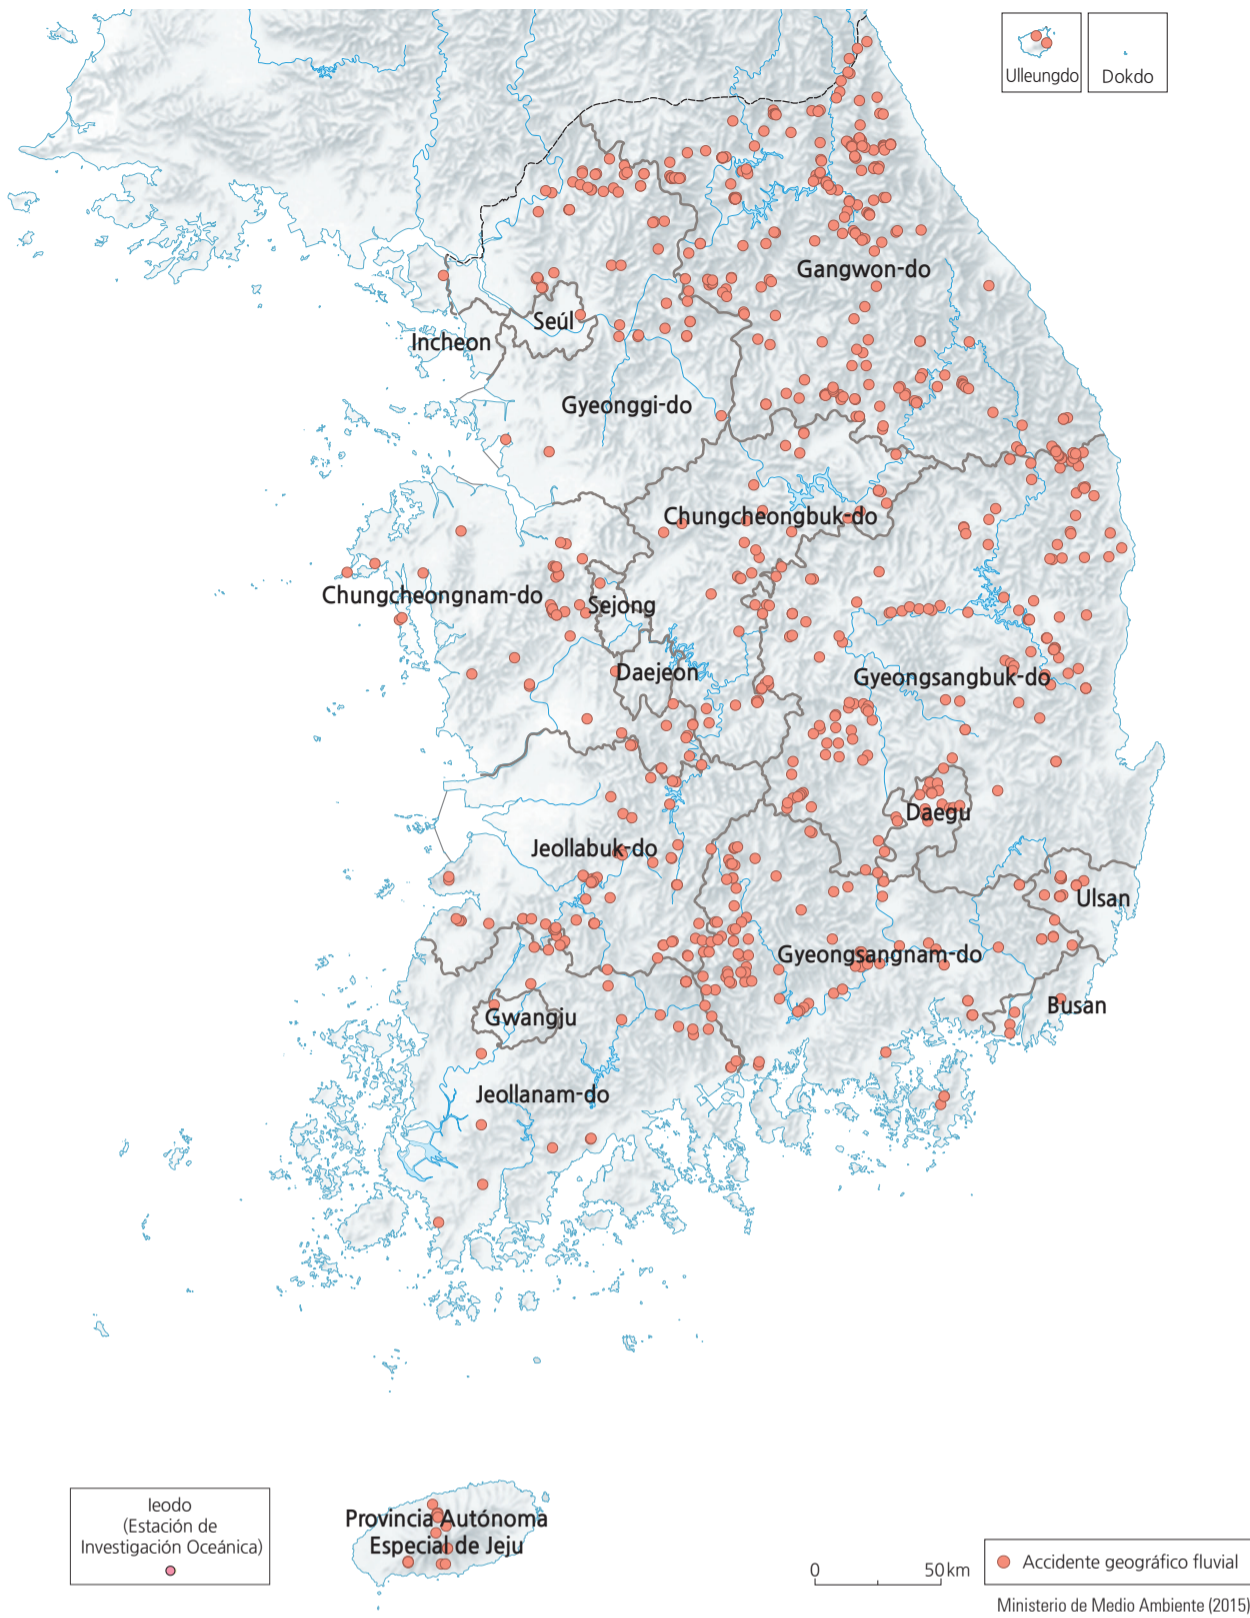 Ulleungdo
Dokdo
Gangwon-do
Seúl
Incheon
Gyeonggi-do
Chungcheongbuk-do
Chungcheongnam-do
Sejong
Daejeon
Gyeongsangbuk-do
Daegu
Jeollabuk-do
Ulsan
Gyeongsangnam-do
Busan
Gwangju
Jeollanam-do
Ieodo
(Estación de
Investigación Oceánica)
Provincia Autónoma
Especial de Jeju
0 50 km
Accidente geográfico fluvial
Ministerio de Medio Ambiente (2015)